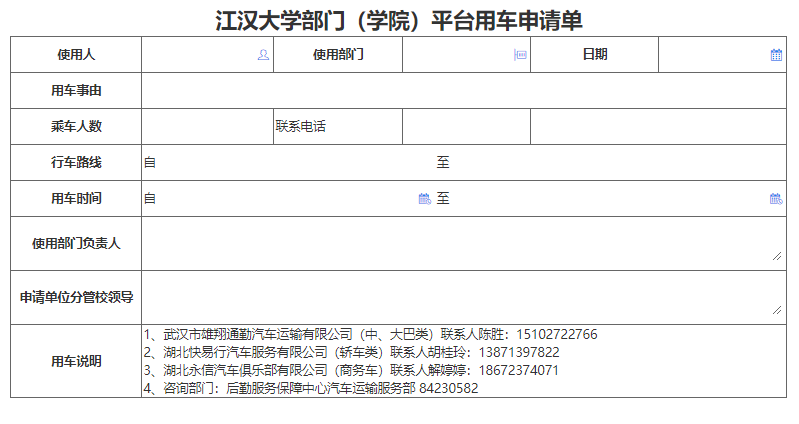 江汉大学部门（学院）平台用车申请单
使用人 使用部门 日期
用车事由
乘车人数 联系电话
行车路线 自 至
用车时间 自 至
使用部门负责人
申请单位分管校领导
用车说明
1、武汉市雄翔通勤汽车运输有限公司（中、大巴类）联系人陈胜：15102722766
2、湖北快易行汽车服务有限公司（轿车类）联系人胡桂玲：13871397822
3、湖北永信汽车俱乐部有限公司（商务车）联系人解婷婷：18672374071
4、咨询部门：后勤服务保障中心汽车运输服务部 84230582